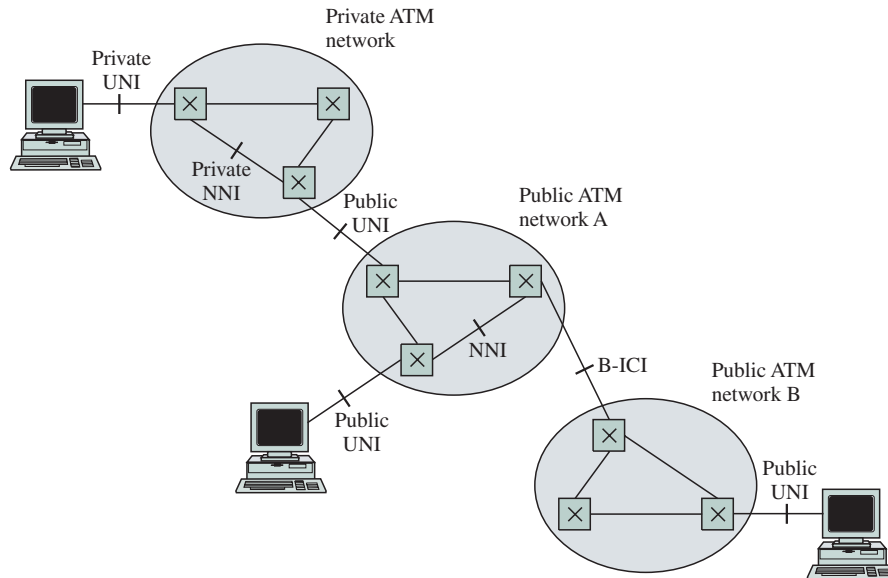 Private ATM
network
Private
UNI
Private
NNI
Public
UNI
Public ATM
network A
NNI
B-ICI
Public
UNI
Public ATM
network B
Public
UNI